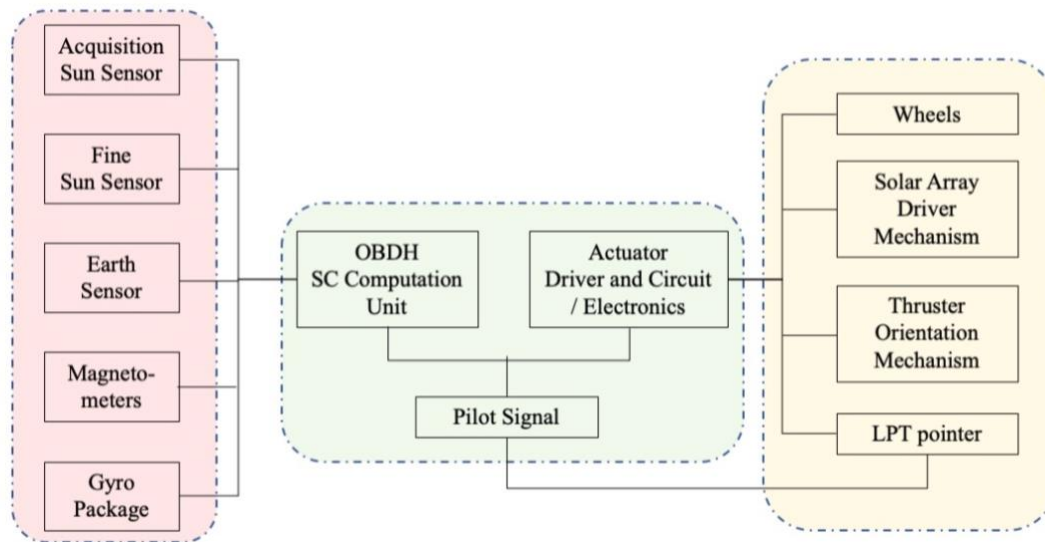 Acquisition
Sun Sensor
Fine
Sun Sensor
Earth
Sensor
Magneto-
meters
Gyro
Package
OBDH
SC Computation
Unit
Actuator
Driver and Circuit
/ Electronics
Pilot Signal
Wheels
Solar Array
Driver
Mechanism
Thruster
Orientation
Mechanism
LPT pointer